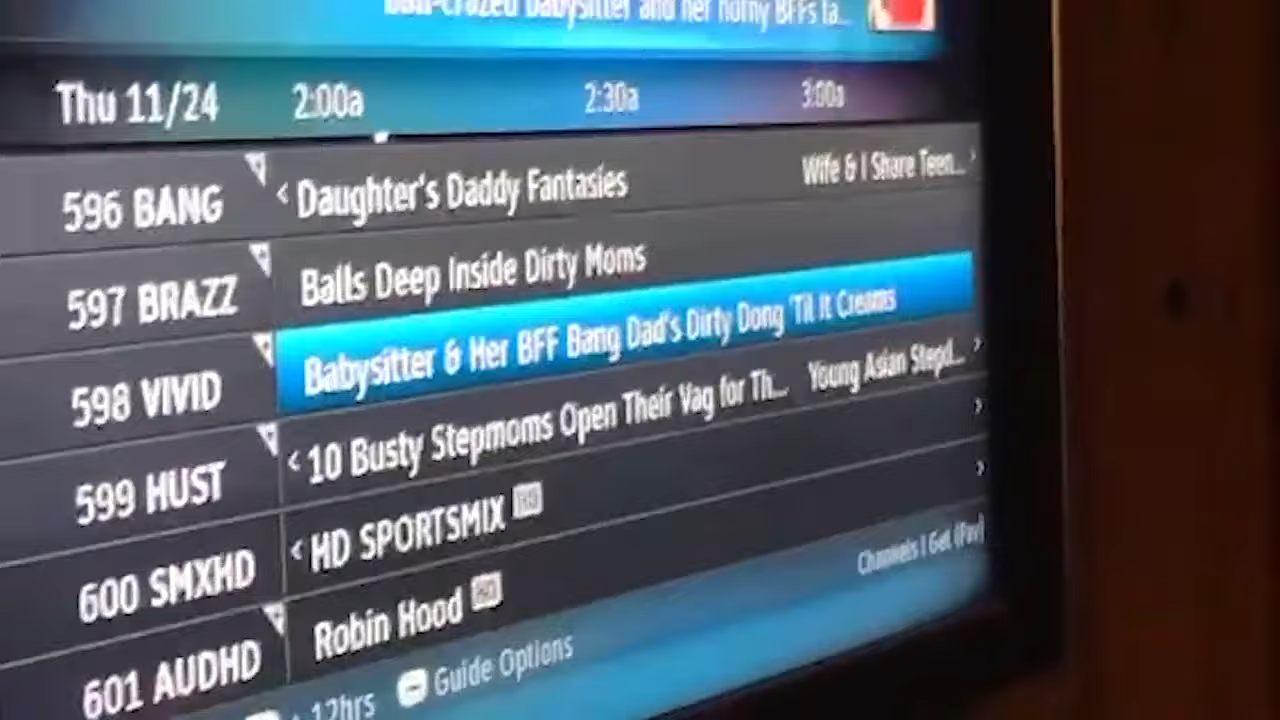 Ball-crazed babysitter and her horny BFFs ta...
Thu 11/24 2:00a 2:30a 3:00a
596 BANG < Daughter's Daddy Fantasies Wife & I Share Teen... >
597 BRAZZ Balls Deep Inside Dirty Moms
598 VIVID Babysitter & Her BFF Bang Dad's Dirty Dong 'Til It Creams
599 HUST < 10 Busty Stepmoms Open Their Vag for Th... Young Asian Stepd... >
600 SMXHD < HD SPORTSMIX HD >
601 AUDHD Robin Hood HD >
Channels I Get (Fav)
12hrs Guide Options